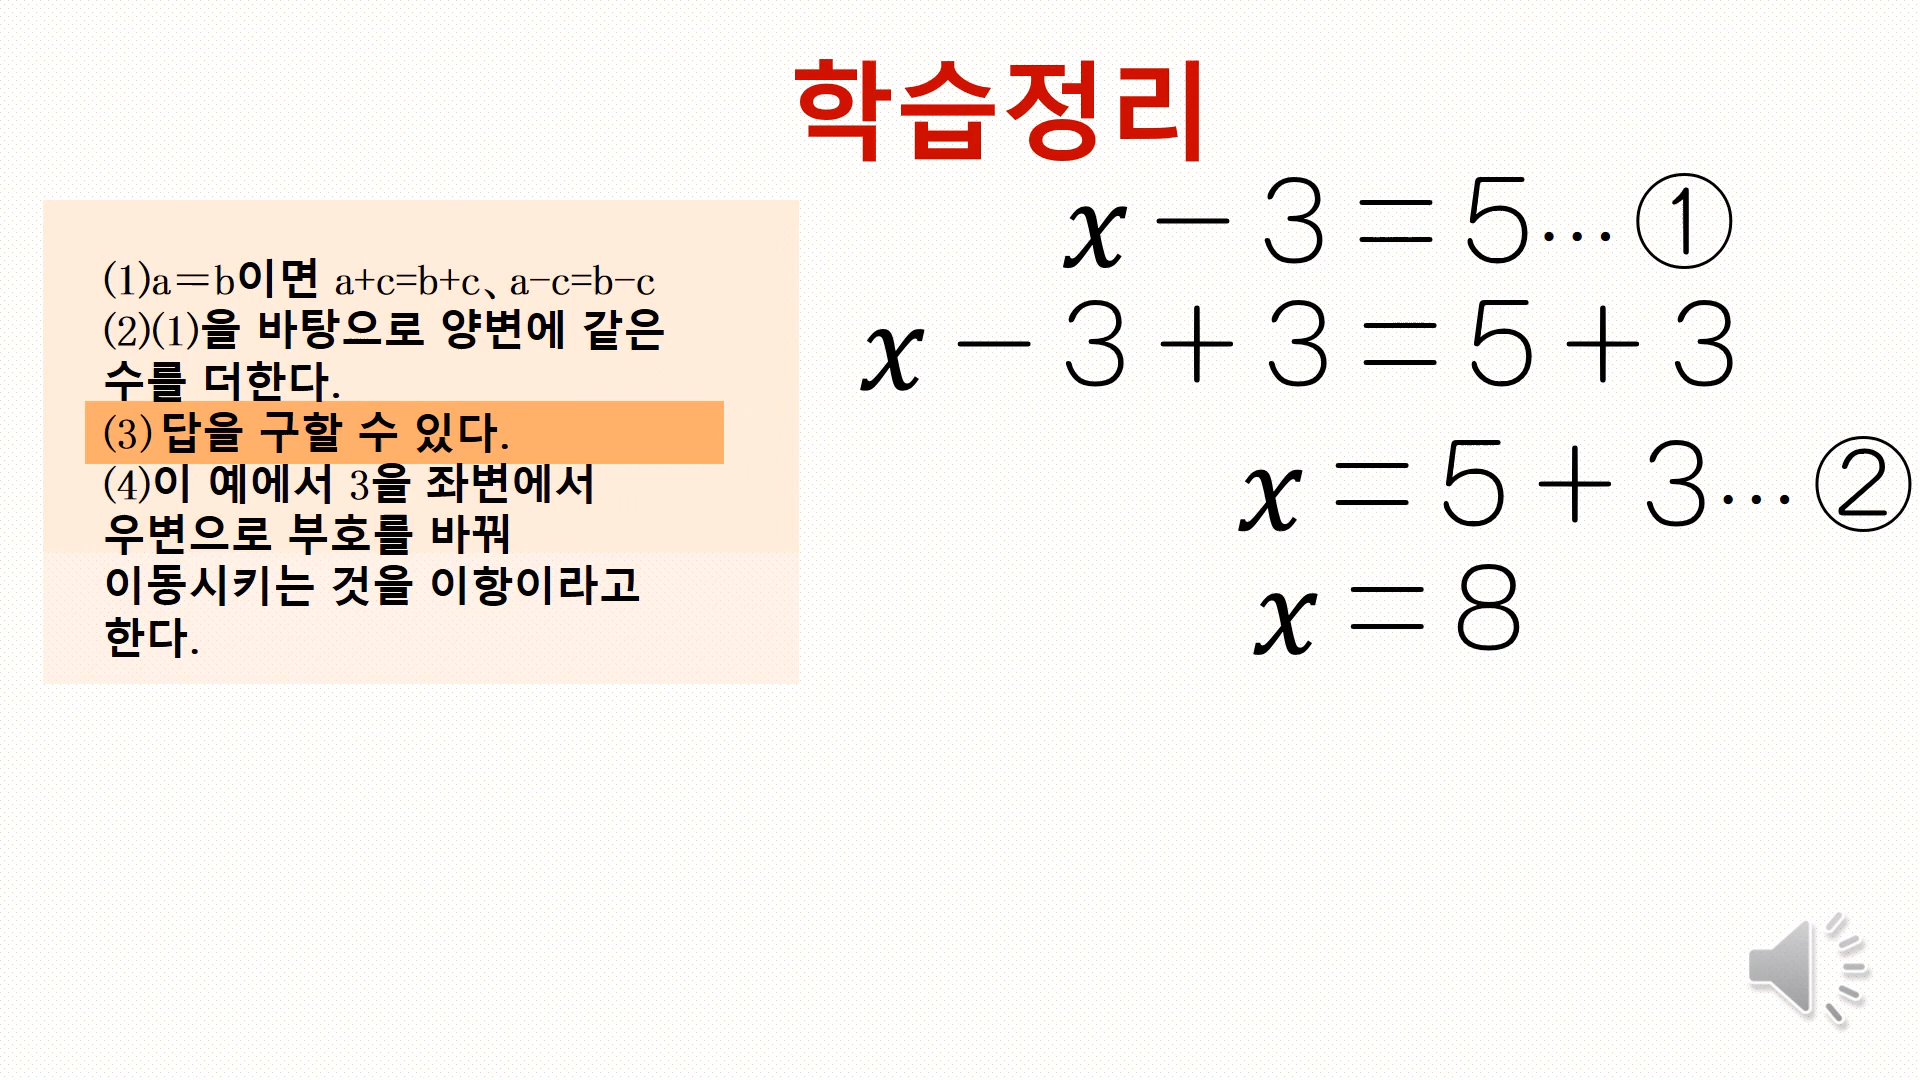 학습정리
(1)a＝b이면 a+c=b+c、a−c=b−c
(2)(1)을 바탕으로 양변에 같은
수를 더한다.
(3)답을 구할 수 있다.
(4)이 예에서 3을 좌변에서
우변으로 부호를 바꿔
이동시키는 것을 이항이라고
한다.
x − 3 = 5… ①
x − 3 + 3 = 5 + 3
x = 5 + 3… ②
x = 8